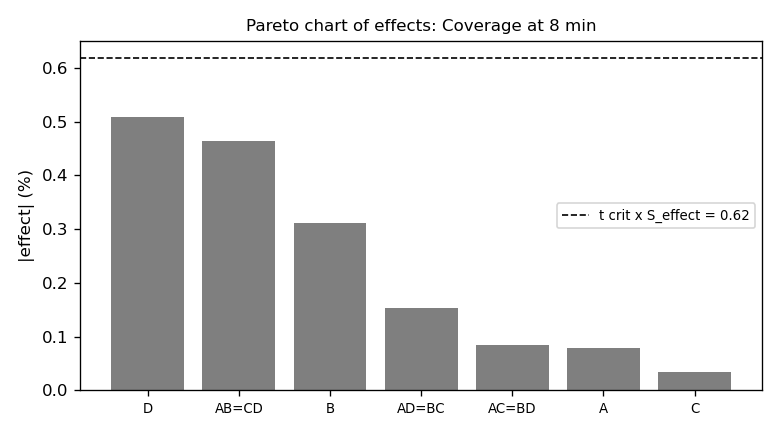 Pareto chart of effects: Coverage at 8 min
|effect| (%)
0.6
0.5
0.4
0.3
0.2
0.1
0.0
t crit x S_effect = 0.62
D AB=CD B AD=BC AC=BD A C